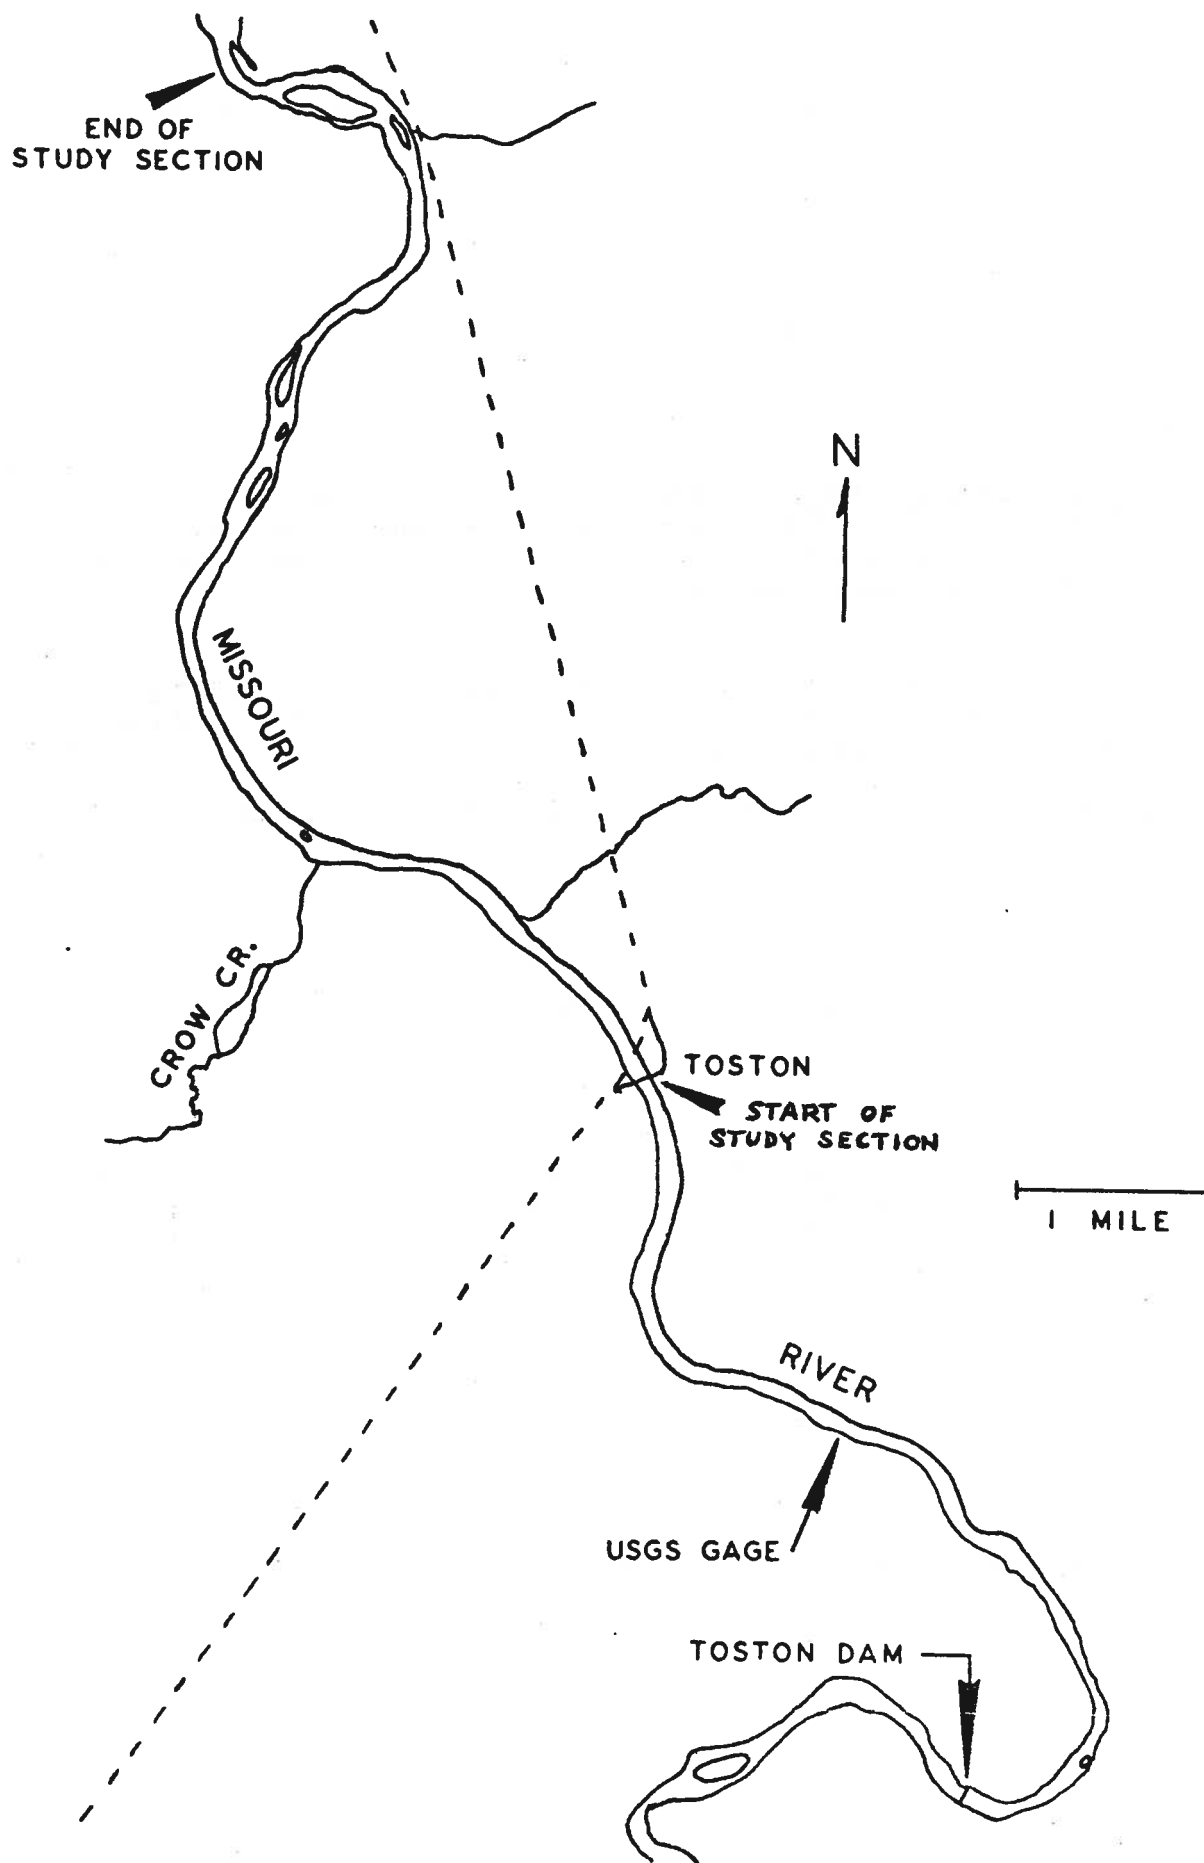 END OF
STUDY SECTION
N
MISSOURI
CROW CR.
TOSTON
START OF
STUDY SECTION
1 MILE
RIVER
USGS GAGE
TOSTON DAM